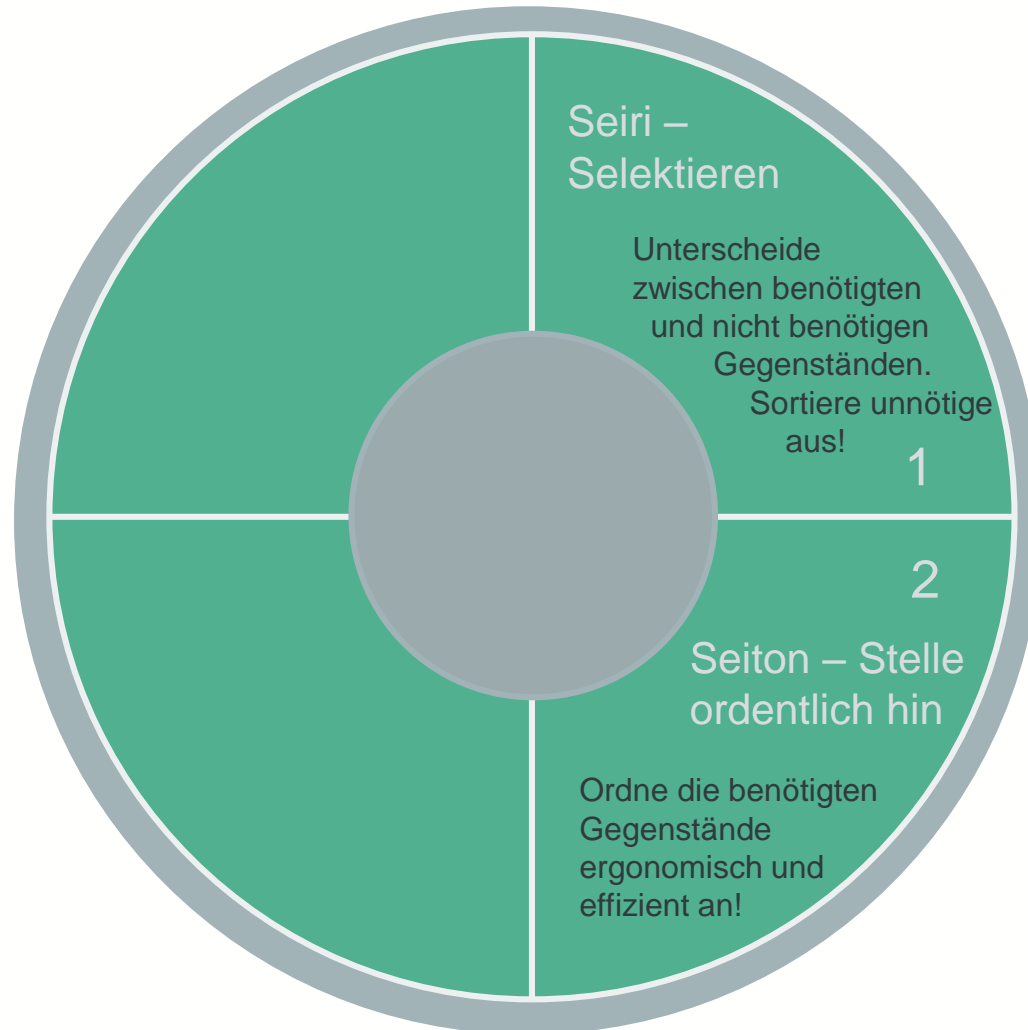 Seiri –
Selektieren
Unterscheide
zwischen benötigten
und nicht benötigen
Gegenständen.
Sortiere unnötige
aus!
1
2
Seiton – Stelle
ordentlich hin
Ordne die benötigten
Gegenstände
ergonomisch und
effizient an!